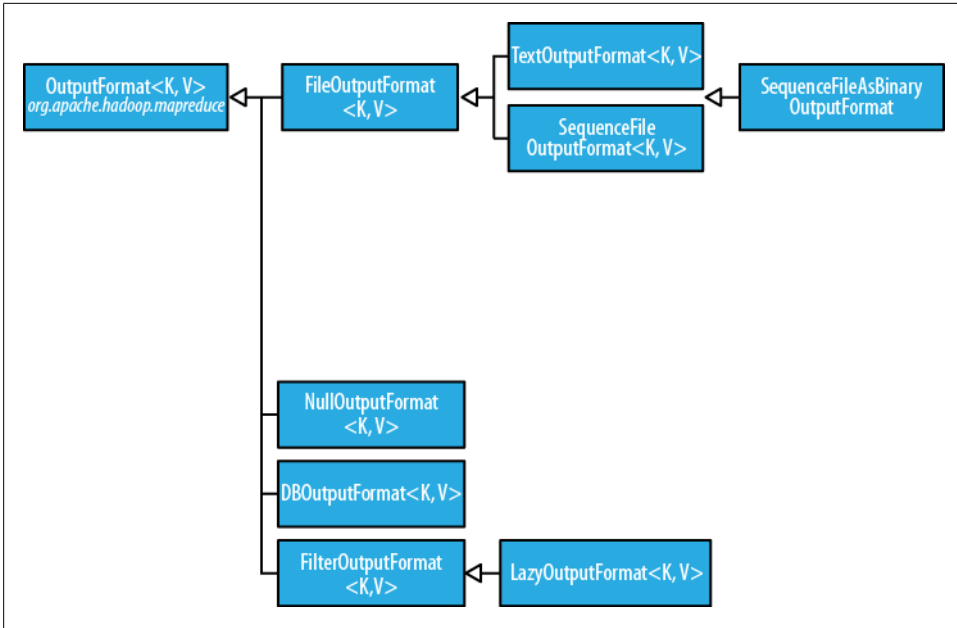 OutputFormat<K, V>
org.apache.hadoop.mapreduce
FileOutputFormat
<K, V>
TextOutputFormat<K, V>
SequenceFile
OutputFormat<K, V>
SequenceFileAsBinary
OutputFormat
NullOutputFormat
<K, V>
DBOutputFormat<K, V>
FilterOutputFormat
<K,V>
LazyOutputFormat<K, V>